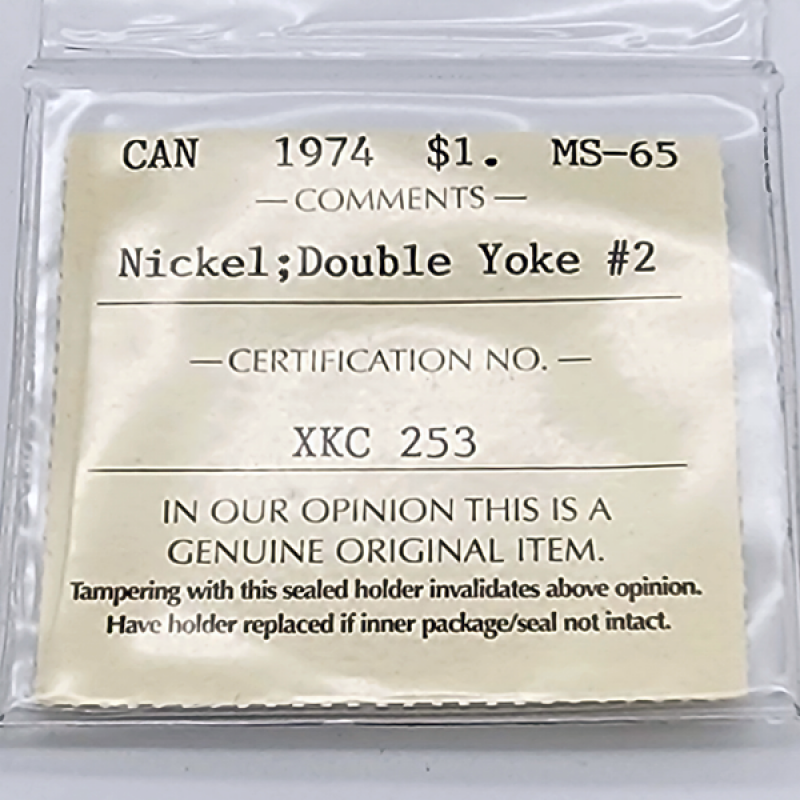 CAN 1974 $1. MS-65
— COMMENTS —
Nickel;Double Yoke #2
— CERTIFICATION NO. —
XKC 253
IN OUR OPINION THIS IS A
GENUINE ORIGINAL ITEM.
Tampering with this sealed holder invalidates above opinion.
Have holder replaced if inner package/seal not intact.